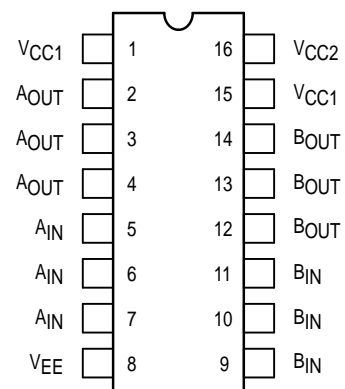 VCC1 1 16 VCC2
AOUT 2 15 VCC1
AOUT 3 14 BOUT
AOUT 4 13 BOUT
AIN 5 12 BOUT
AIN 6 11 BIN
AIN 7 10 BIN
VEE 8 9 BIN